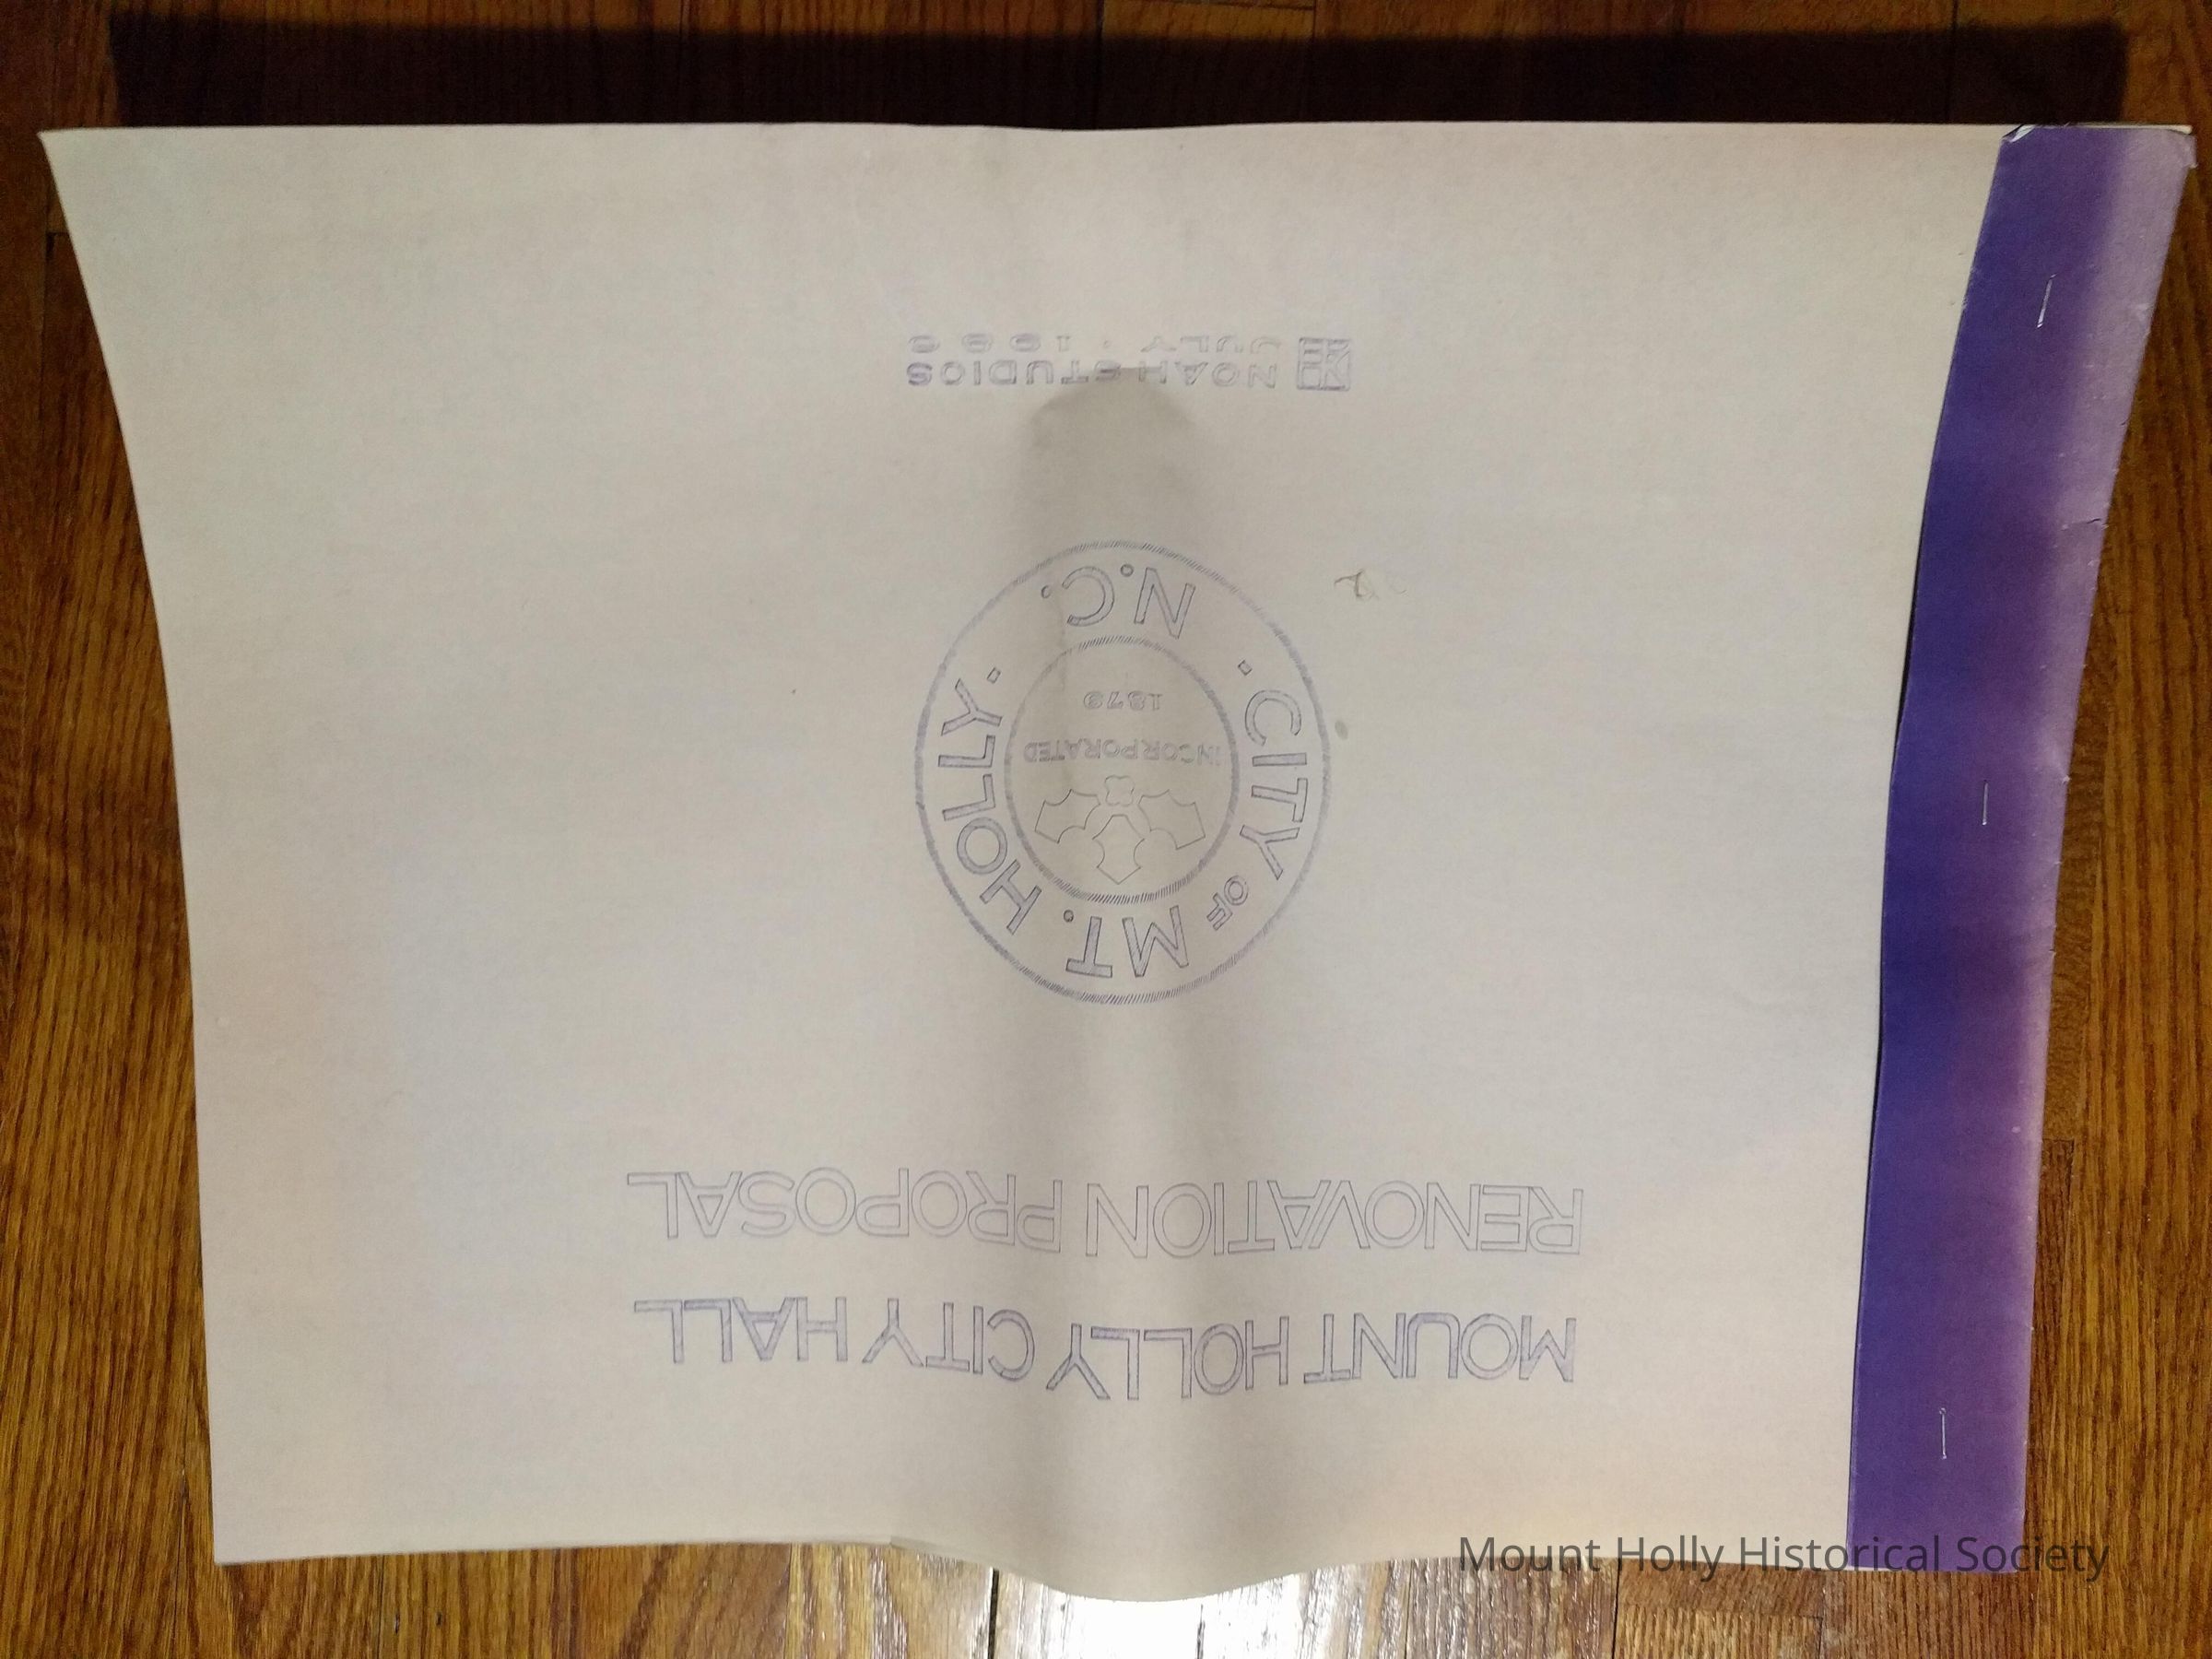 MOUNT HOLLY CITY HALL
RENOVATION PROPOSAL
· CITY OF MT. HOLLY ·
N.C.
INCORPORATED
1879
NOAH STUDIOS
JULY · 1986
Mount Holly Historical Society